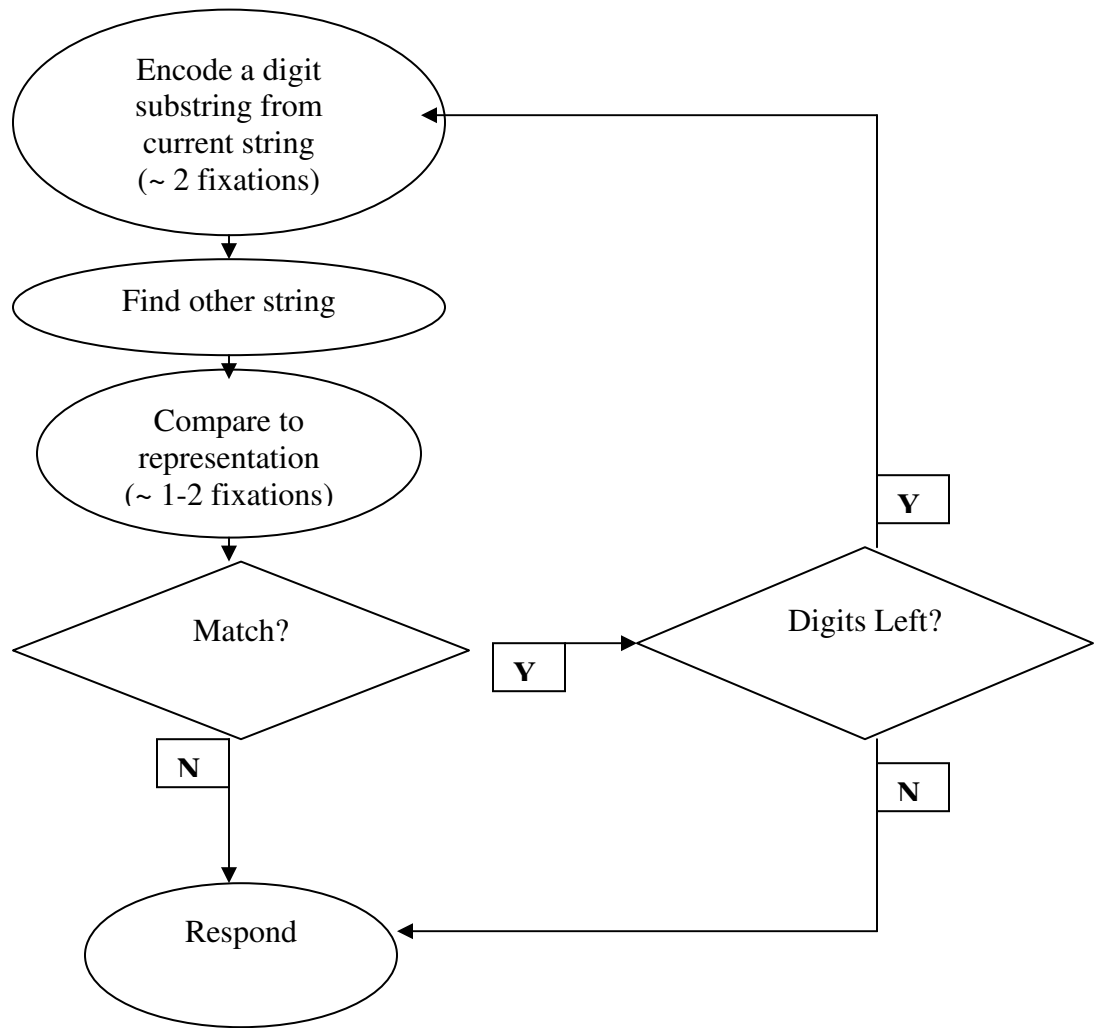 Encode a digit
substring from
current string
(~ 2 fixations)
Find other string
Compare to
representation
(~ 1-2 fixations)
Match?
Y
Digits Left?
Y
N
N
Respond